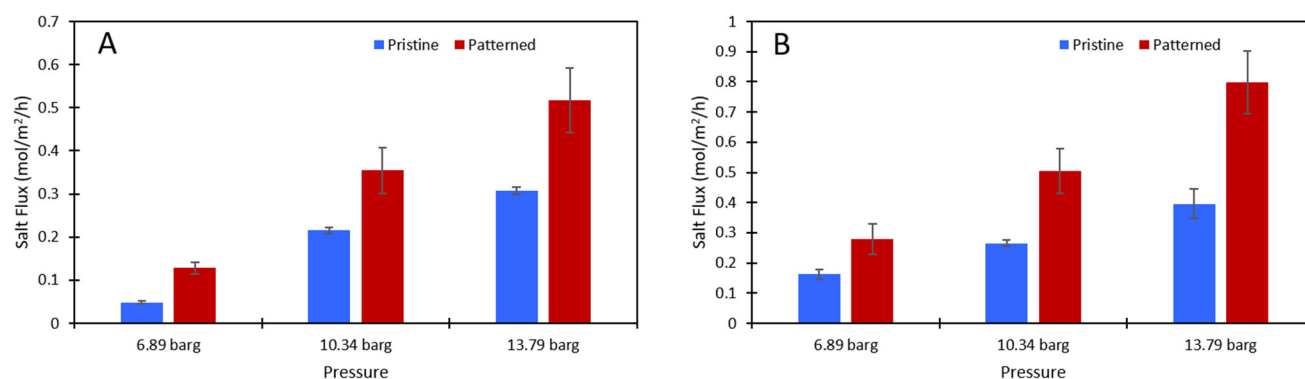 A
Pristine Patterned
Salt Flux (mol/m²/h)
0.7
0.6
0.5
0.4
0.3
0.2
0.1
0
6.89 barg 10.34 barg 13.79 barg
Pressure
B
Pristine Patterned
Salt Flux (mol/m²/h)
1
0.9
0.8
0.7
0.6
0.5
0.4
0.3
0.2
0.1
0
6.89 barg 10.34 barg 13.79 barg
Pressure